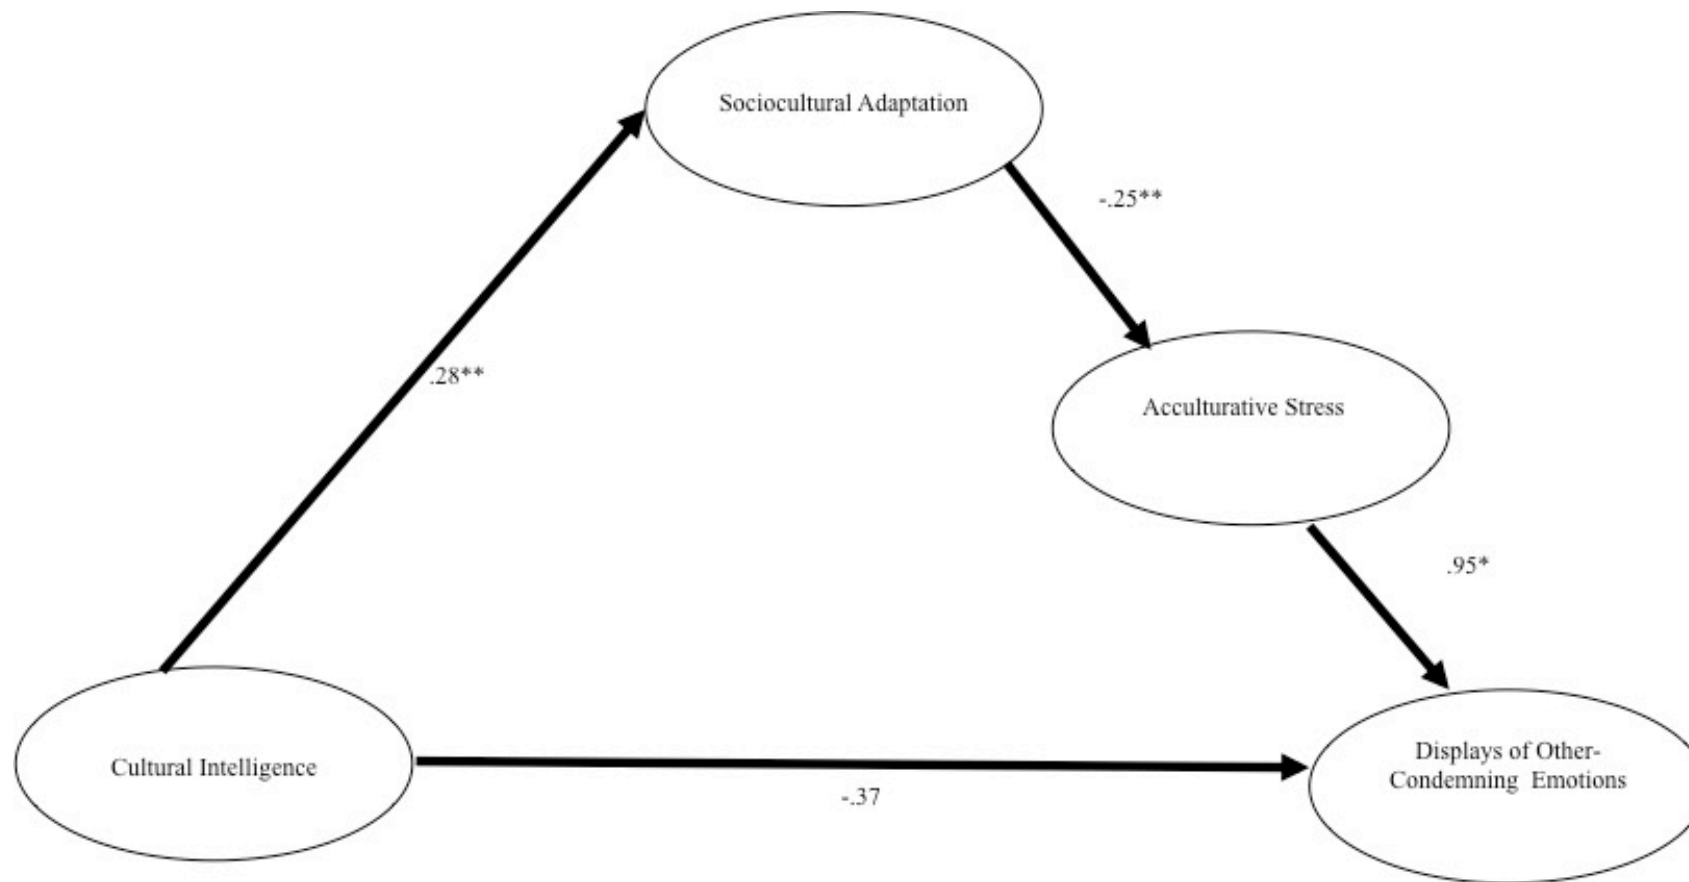 Sociocultural Adaptation
-.25**
.28**
Acculturative Stress
.95*
Cultural Intelligence
-.37
Displays of Other-
Condemning Emotions